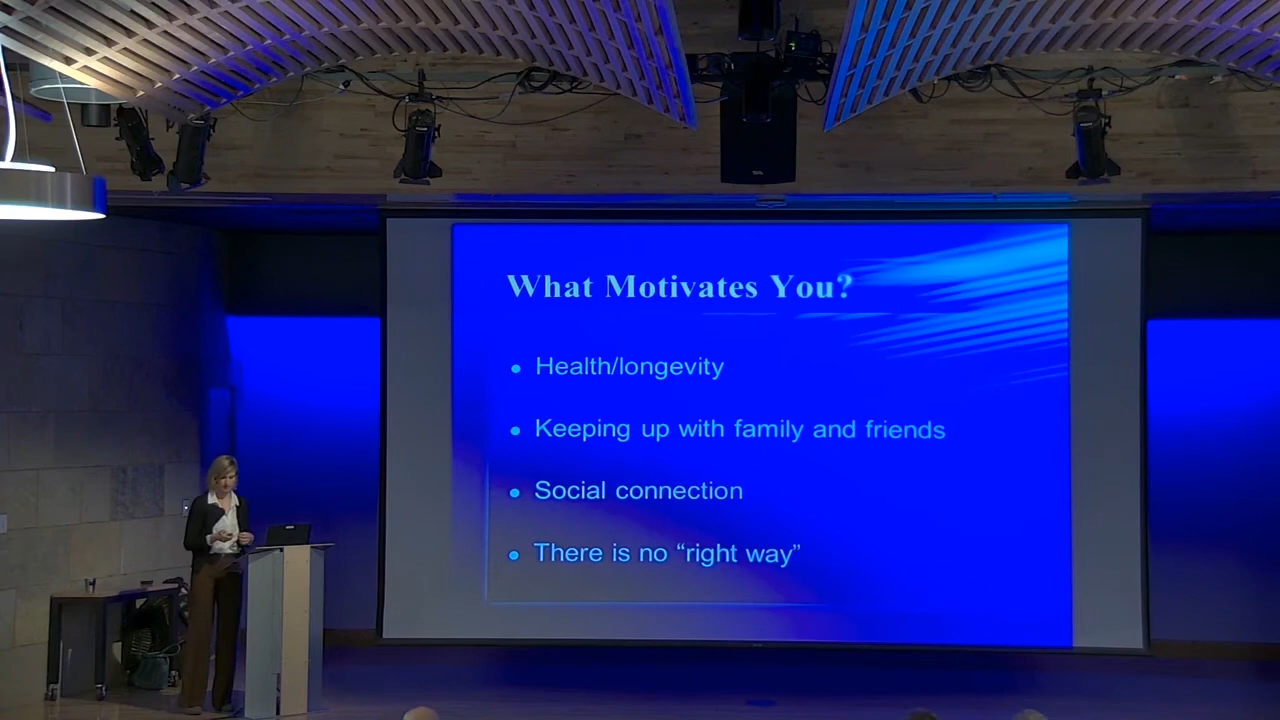 What Motivates You?
Health/longevity
Keeping up with family and friends
Social connection
There is no “right way”